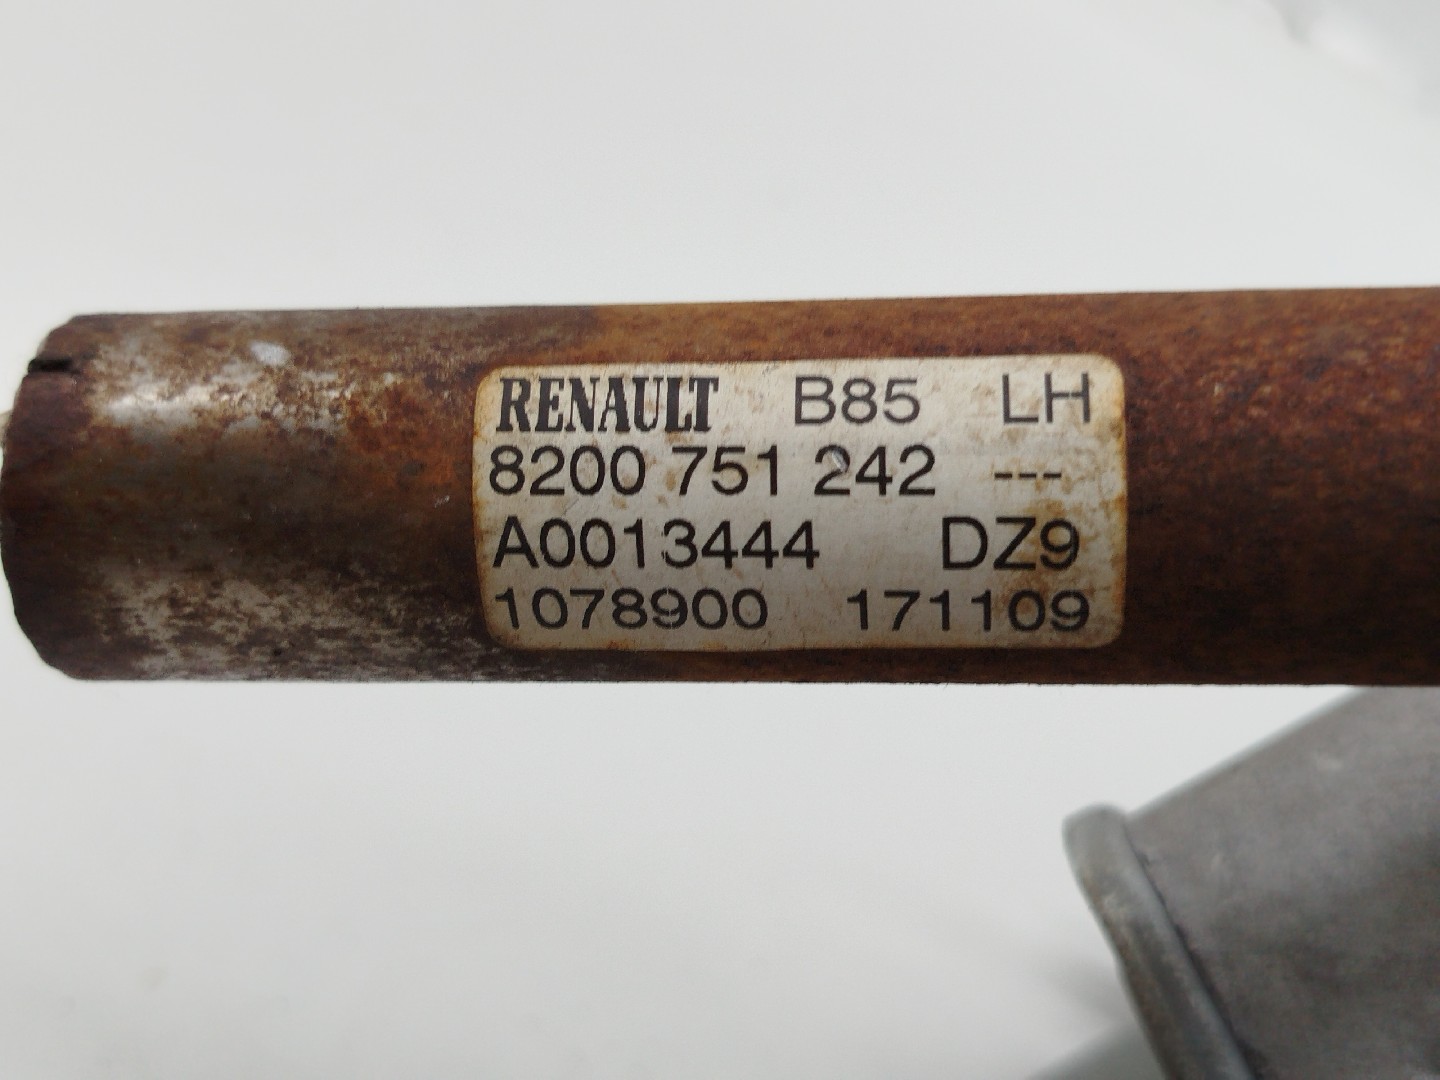 RENAULT B85 LH
8200 751 242 ---
A0013444 DZ9
1078900 171109